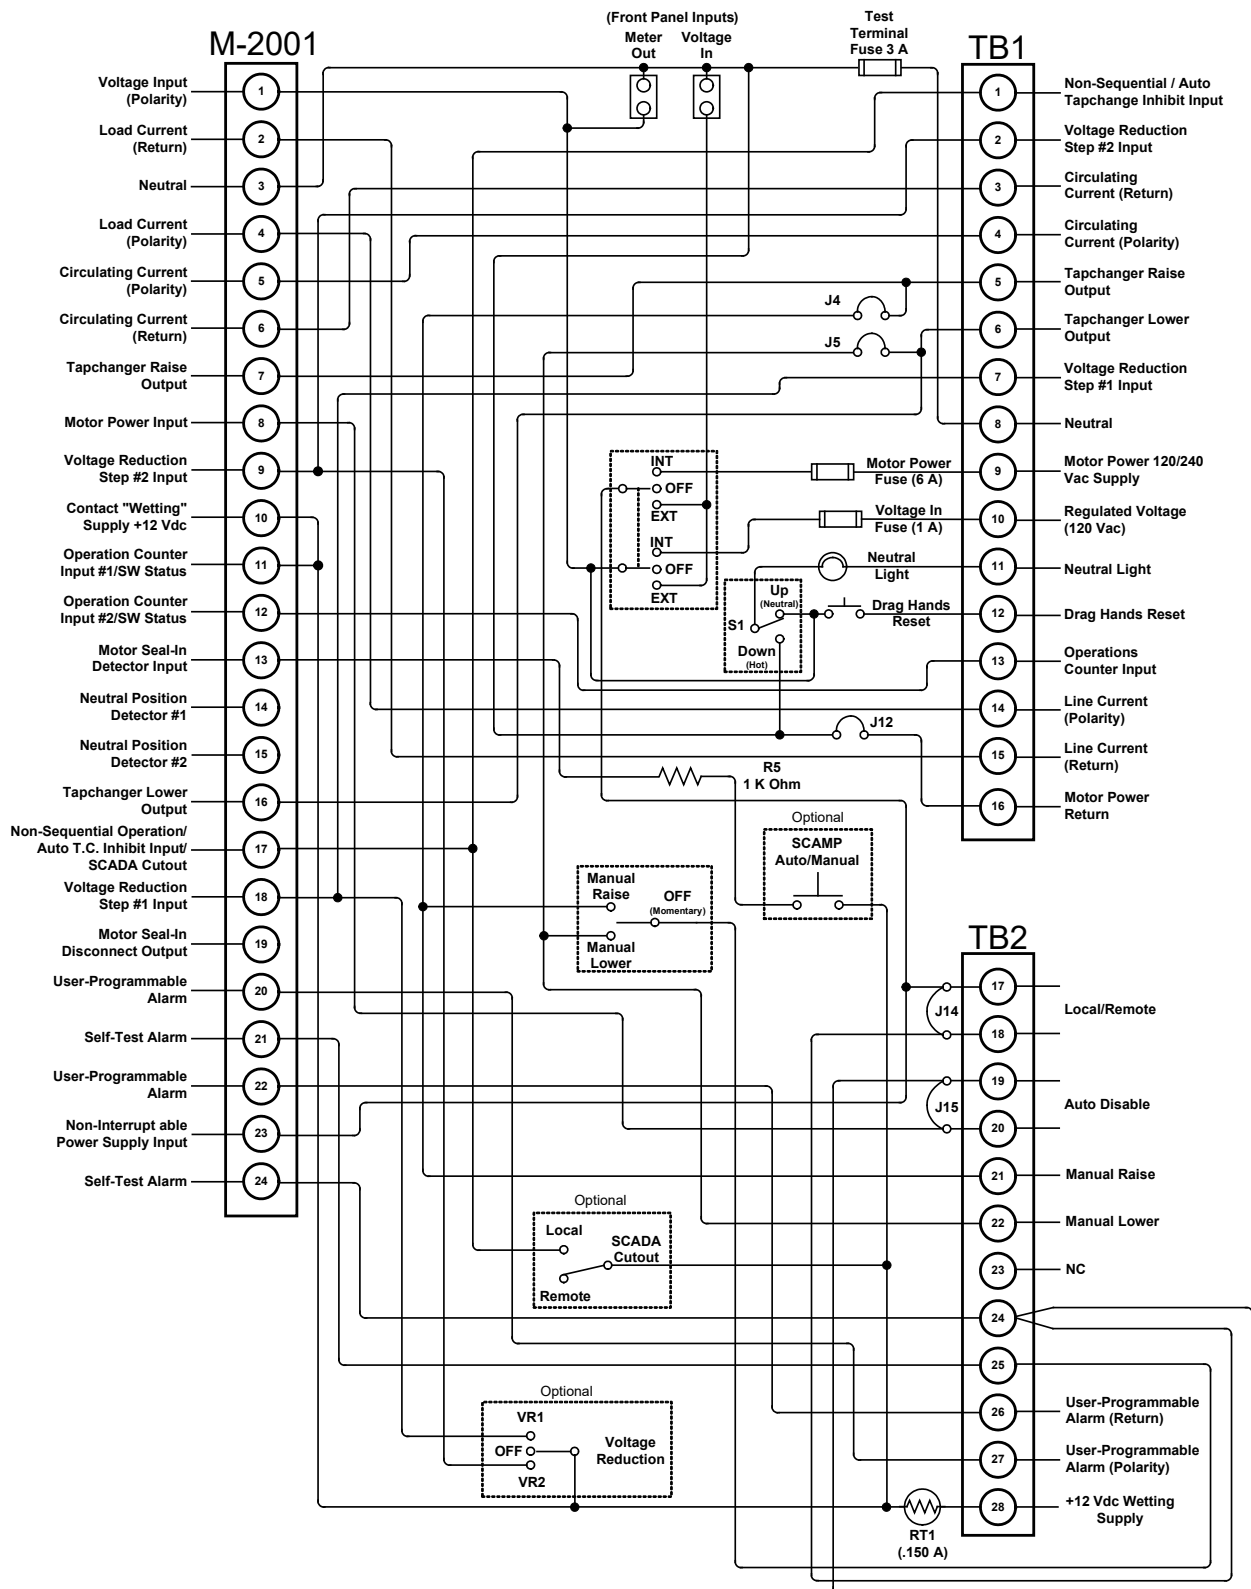 (Front Panel Inputs)
Meter
Out
Voltage
In
Test
Terminal
Fuse 3 A
M-2001
Voltage Input
(Polarity)
1
Load Current
(Return)
2
Neutral
3
Load Current
(Polarity)
4
Circulating Current
(Polarity)
5
Circulating Current
(Return)
6
Tapchanger Raise
Output
7
Motor Power Input
8
Voltage Reduction
Step #2 Input
9
Contact "Wetting"
Supply +12 Vdc
10
Operation Counter
Input #1/SW Status
11
Operation Counter
Input #2/SW Status
12
Motor Seal-In
Detector Input
13
Neutral Position
Detector #1
14
Neutral Position
Detector #2
15
Tapchanger Lower
Output
16
Non-Sequential Operation/
Auto T.C. Inhibit Input/
SCADA Cutout
17
Voltage Reduction
Step #1 Input
18
Motor Seal-In
Disconnect Output
19
User-Programmable
Alarm
20
Self-Test Alarm
21
User-Programmable
Alarm
22
Non-Interrupt able
Power Supply Input
23
Self-Test Alarm
24
J4
J5
INT
OFF
EXT
INT
OFF
EXT
Motor Power
Fuse (6 A)
Voltage In
Fuse (1 A)
Neutral
Light
Up
(Neutral)
S1
Down
(Hot)
Drag Hands
Reset
J12
R5
1 K Ohm
Optional
SCAMP
Auto/Manual
Manual
Raise
OFF
(Momentary)
Manual
Lower
Optional
Local
SCADA
Cutout
Remote
Optional
VR1
OFF
VR2
Voltage
Reduction
RT1
(.150 A)
TB1
1
Non-Sequential / Auto
Tapchange Inhibit Input
2
Voltage Reduction
Step #2 Input
3
Circulating
Current (Return)
4
Circulating
Current (Polarity)
5
Tapchanger Raise
Output
6
Tapchanger Lower
Output
7
Voltage Reduction
Step #1 Input
8
Neutral
9
Motor Power 120/240
Vac Supply
10
Regulated Voltage
(120 Vac)
11
Neutral Light
12
Drag Hands Reset
13
Operations
Counter Input
14
Line Current
(Polarity)
15
Line Current
(Return)
16
Motor Power
Return
TB2
17
J14
Local/Remote
18
19
J15
Auto Disable
20
21
Manual Raise
22
Manual Lower
23
NC
24
25
26
User-Programmable
Alarm (Return)
27
User-Programmable
Alarm (Polarity)
28
+12 Vdc Wetting
Supply